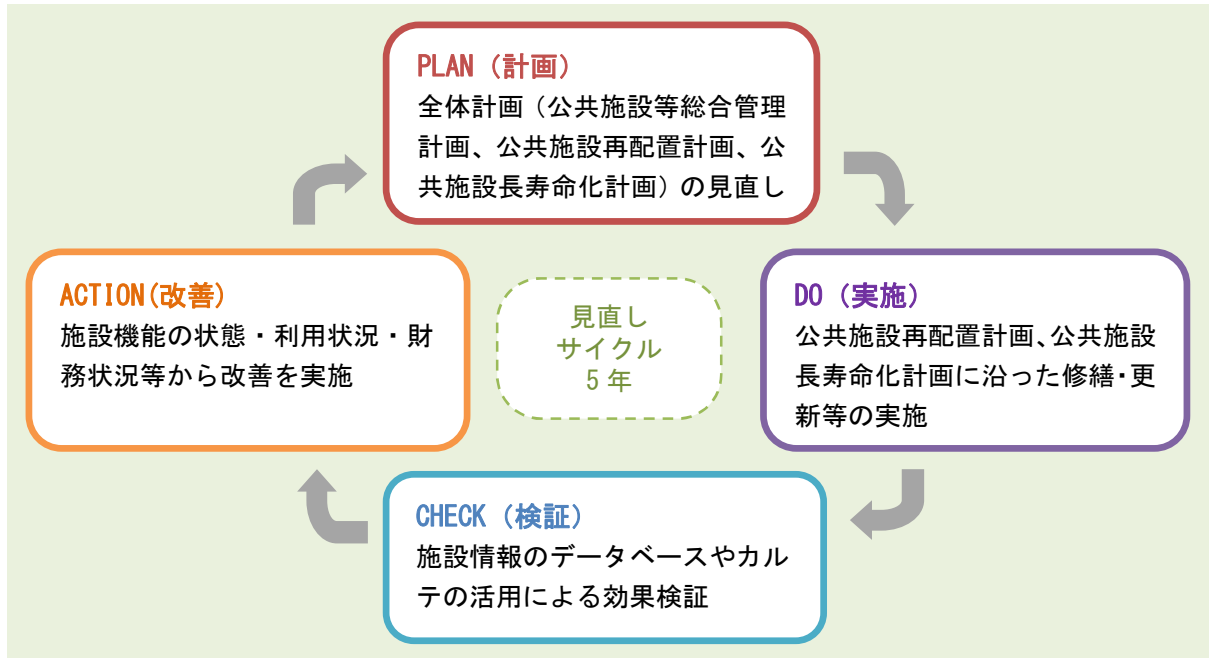 PLAN（計画）
全体計画（公共施設等総合管理
計画、公共施設再配置計画、公
共施設長寿命化計画）の見直し
ACTION(改善)
施設機能の状態・利用状況・財
務状況等から改善を実施
見直し
サイクル
5 年
DO（実施）
公共施設再配置計画、公共施設
長寿命化計画に沿った修繕・更
新等の実施
CHECK（検証）
施設情報のデータベースやカル
テの活用による効果検証